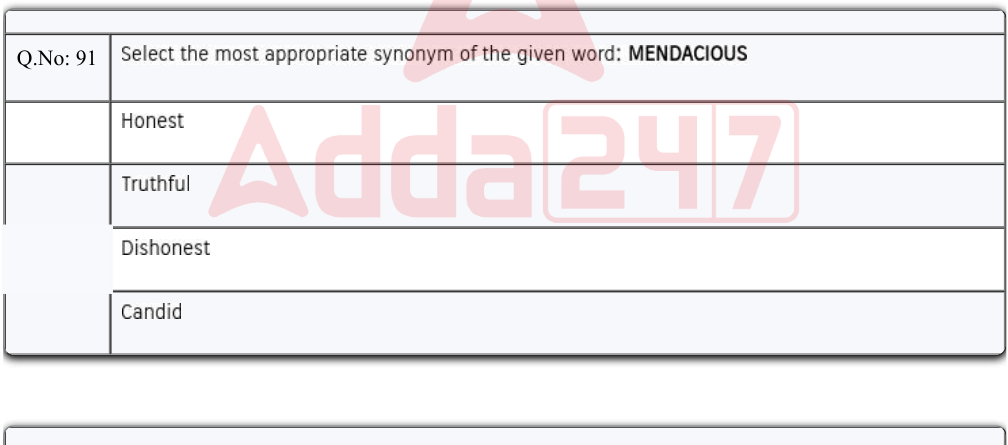 Q.No: 91 Select the most appropriate synonym of the given word: MENDACIOUS
Honest
Adda247
Truthful
Dishonest
Candid